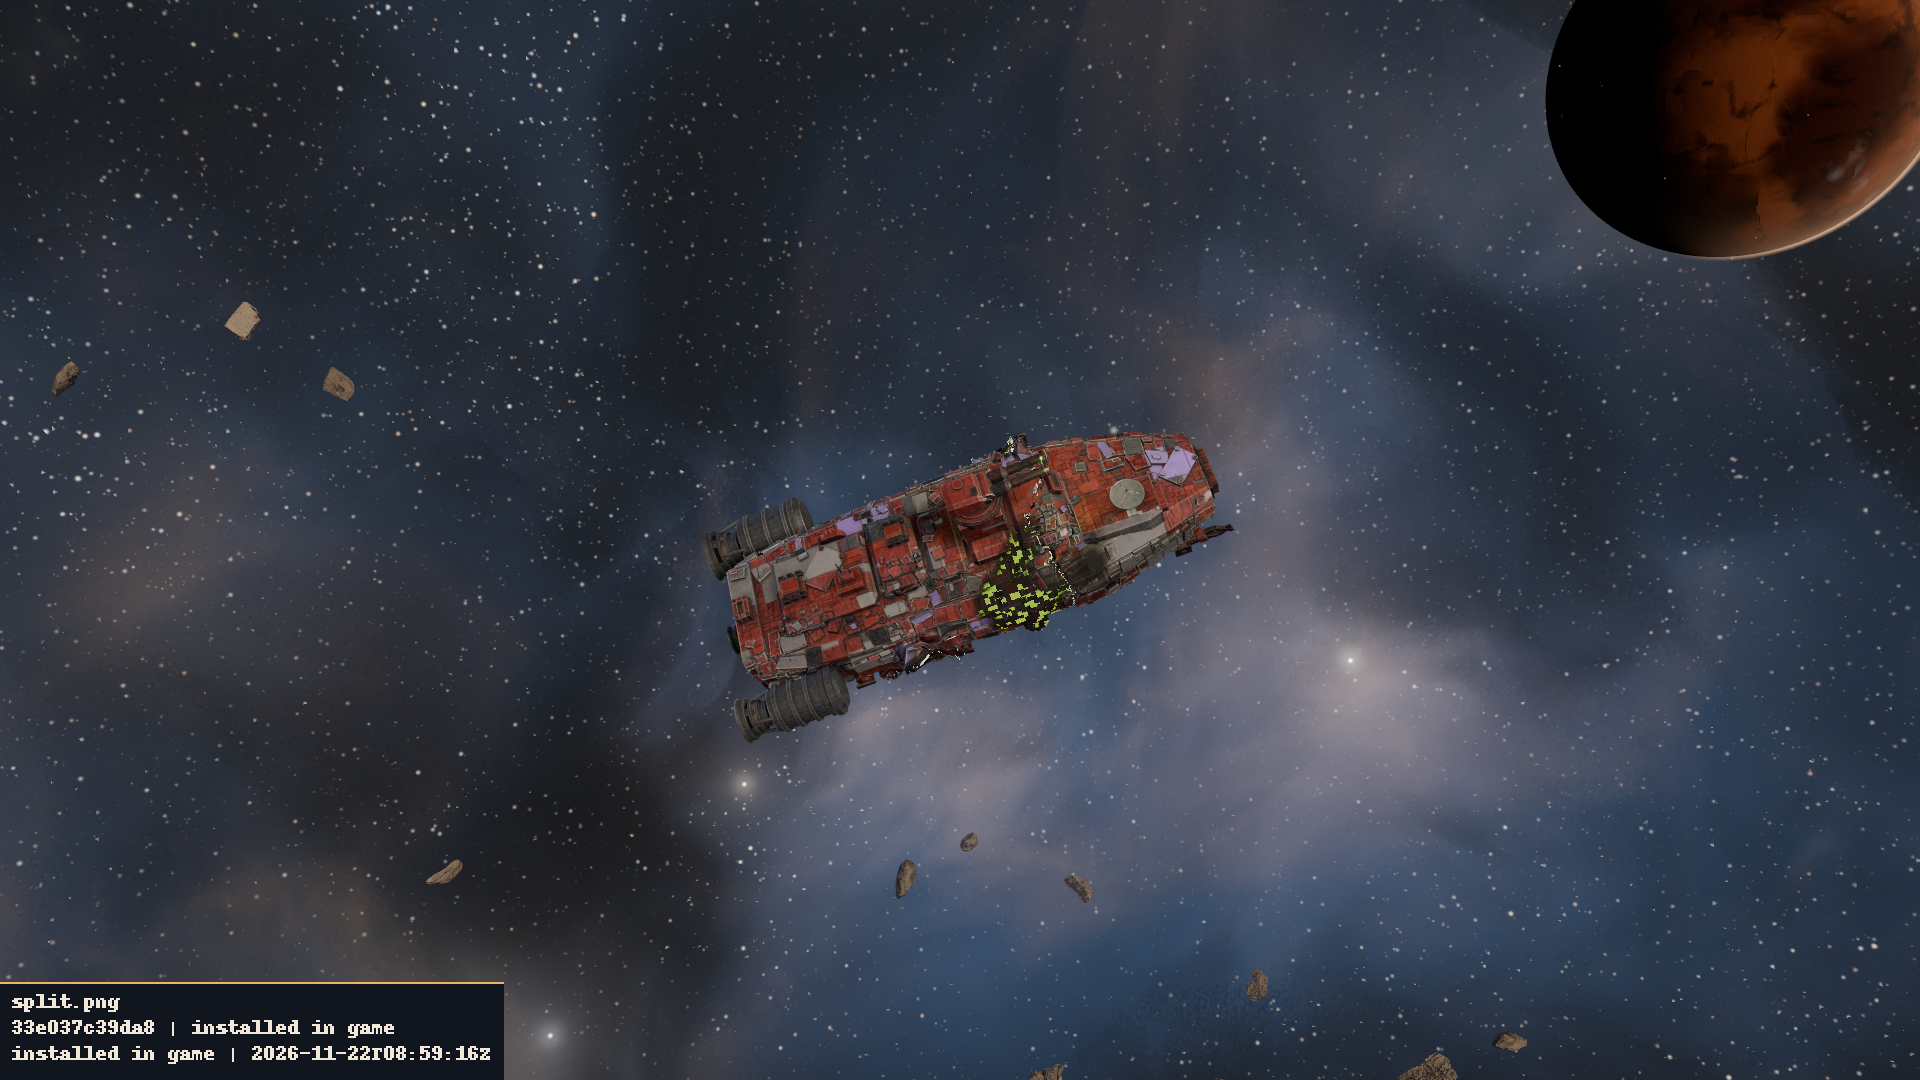 split.png
33e037c39da8 | installed in game
installed in game | 2026-11-22T08:59:16Z